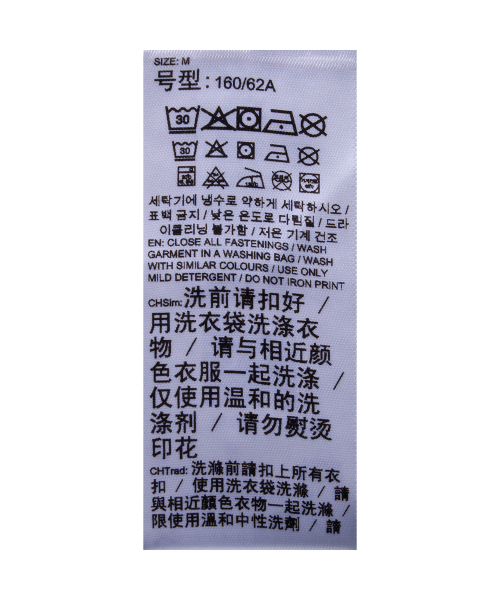 SIZE: M
号型: 160/62A
30
30
세탁기에 냉수로 약하게 세탁하시오 /
표백 금지 / 낮은 온도로 다림질 / 드라
이클리닝 불가함 / 저온 기계 건조
EN: CLOSE ALL FASTENINGS / WASH
GARMENT IN A WASHING BAG / WASH
WITH SIMILAR COLOURS / USE ONLY
MILD DETERGENT / DO NOT IRON PRINT
CHSim: 洗前请扣好 /
用洗衣袋洗涤衣
物 / 请与相近颜
色衣服一起洗涤 /
仅使用温和的洗
涤剂 / 请勿熨烫
印花
CHTrad: 洗滌前請扣上所有衣
扣 / 使用洗衣袋洗滌 / 請
與相近顏色衣物一起洗滌 /
限使用溫和中性洗劑 / 請